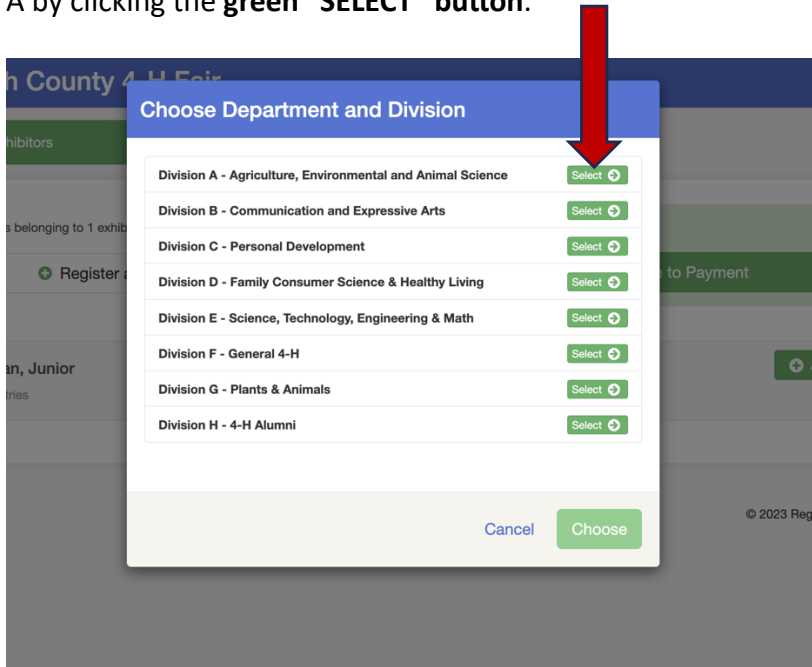 A by clicking the green "SELECT" button.
h County 4-H Fair
Choose Department and Division
hibitors
Division A - Agriculture, Environmental and Animal Science Select
Division B - Communication and Expressive Arts Select
s belonging to 1 exhib
Division C - Personal Development Select
Register a
to Payment
Division D - Family Consumer Science & Healthy Living Select
Division E - Science, Technology, Engineering & Math Select
Division F - General 4-H Select
an, Junior
tries
Division G - Plants & Animals Select
Division H - 4-H Alumni Select
© 2023 Reg
Cancel Choose